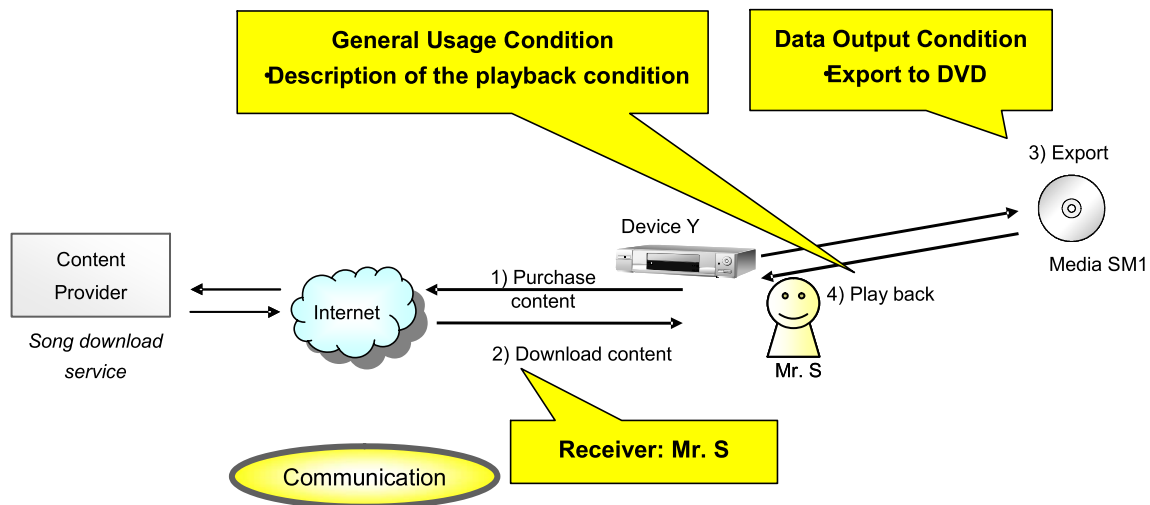 General Usage Condition
•Description of the playback condition
Data Output Condition
•Export to DVD
3) Export
Media SM1
Device Y
Content
Provider
Song download
service
Internet
1) Purchase
content
2) Download content
4) Play back
Mr. S
Receiver: Mr. S
Communication